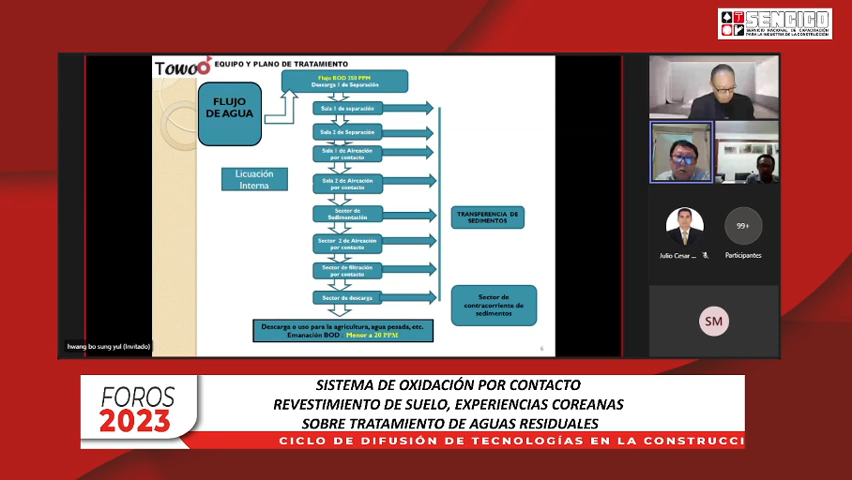 SENCICO
SERVICIO NACIONAL DE CAPACITACIÓN
PARA LA INDUSTRIA DE LA CONSTRUCCIÓN
Towoo
EQUIPO Y PLANO DE TRATAMIENTO
Flujo BOD 350 PPM
Descarga 1 de Separación
FLUJO
DE AGUA
Sala 1 de separación
Sala 2 de Separación
Sala 1 de Aireación
por contacto
Licuación
Interna
Sala 2 de Aireación
por contacto
Sector de
Sedimentación
TRANSFERENCIA DE
SEDIMENTOS
Sector 2 de Aireación
por contacto
Sector de filtración
por contacto
Sector de descarga
Sector de
contracorriente de
sedimentos
Descarga o uso para la agricultura, agua pesada, etc.
Emanación BOD Menor a 20 PPM
6
hwang bo sung yul (Invitado)
Julio Cesar ...
99+
Participantes
SM
FOROS
2023
SISTEMA DE OXIDACIÓN POR CONTACTO
REVESTIMIENTO DE SUELO, EXPERIENCIAS COREANAS
SOBRE TRATAMIENTO DE AGUAS RESIDUALES
CICLO DE DIFUSIÓN DE TECNOLOGÍAS EN LA CONSTRUCCI